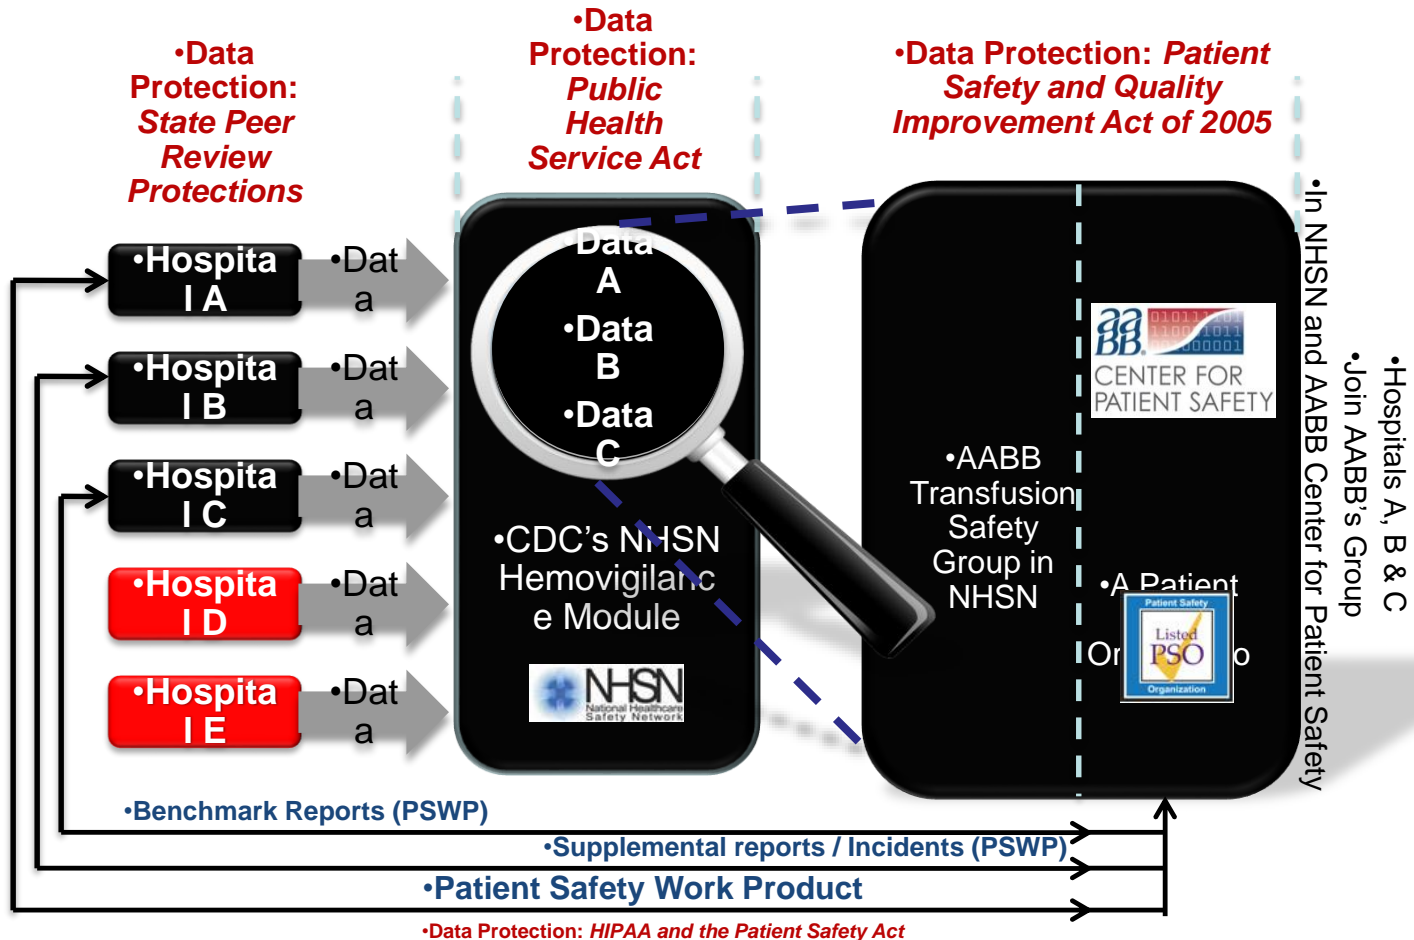 •Data
Protection:
State Peer
Review
Protections
•Data
Protection:
Public
Health
Service Act
•Data Protection: Patient
Safety and Quality
Improvement Act of 2005
•Hospita
l A
•Dat
a
•Hospita
l B
•Dat
a
•Hospita
l C
•Dat
a
•Hospita
l D
•Dat
a
•Hospita
l E
•Dat
a
•Data
A
•Data
B
•Data
C
•CDC's NHSN
Hemovigilanc
e Module
NHSN
National Healthcare
Safety Network
•AABB
Transfusion
Safety
Group in
NHSN
aa
BB
CENTER FOR
PATIENT SAFETY
•A Patient
Or
o
Patient Safety
Listed
PSO
Organization
•Hospitals A, B & C
•Join AABB's Group
•In NHSN and AABB Center for Patient Safety
•Benchmark Reports (PSWP)
•Supplemental reports / Incidents (PSWP)
•Patient Safety Work Product
•Data Protection: HIPAA and the Patient Safety Act